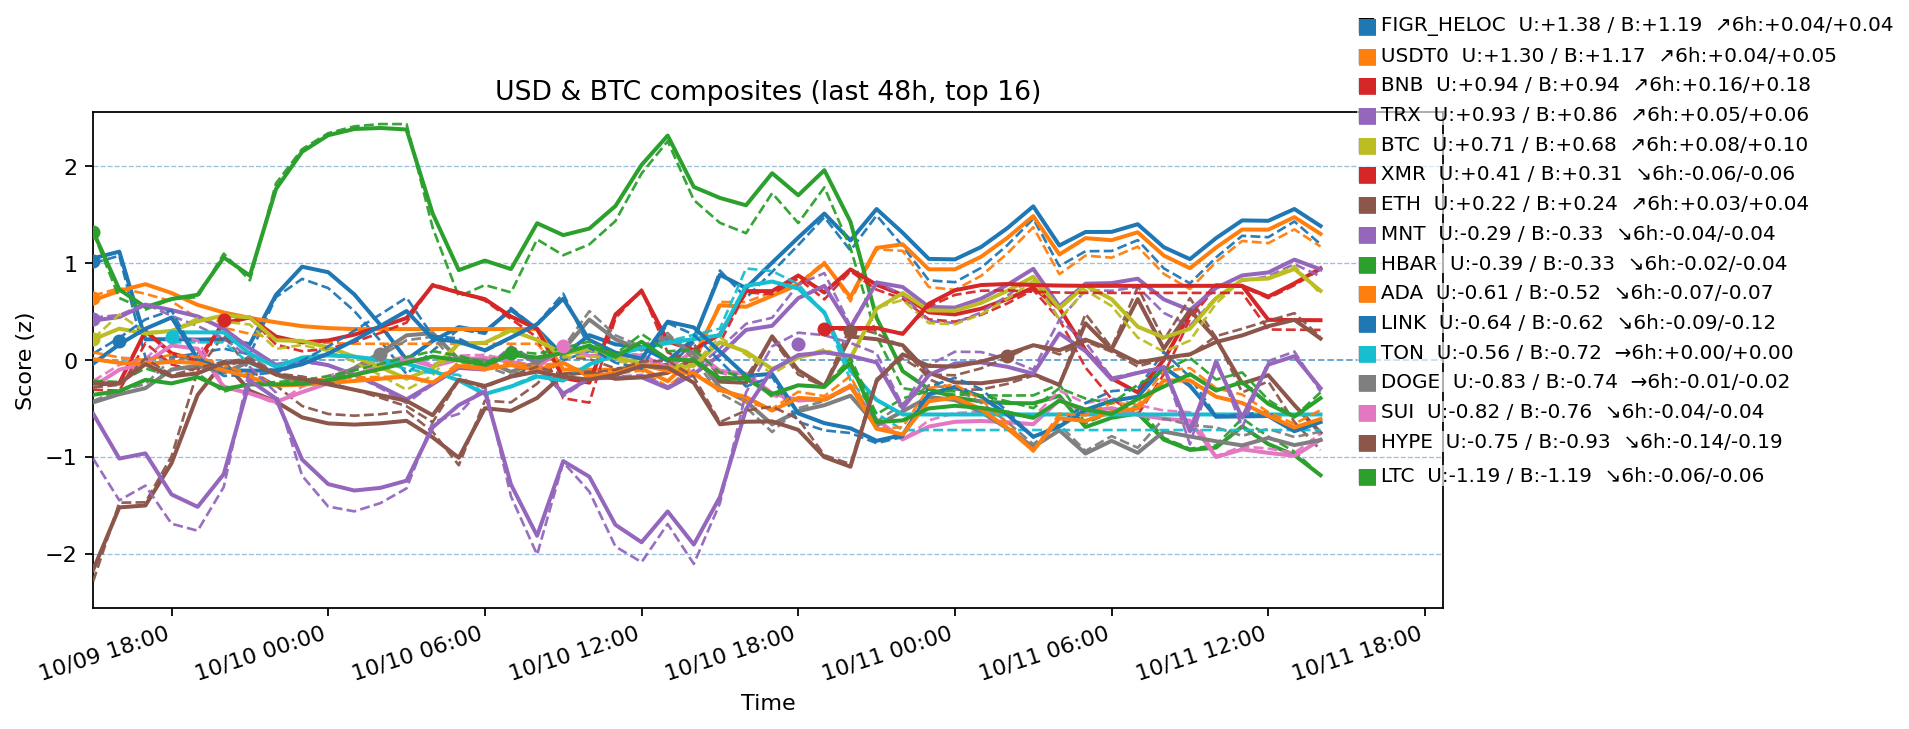 FIGR_HELOC U:+1.38 / B:+1.19 ↗6h:+0.04/+0.04
USDT0 U:+1.30 / B:+1.17 ↗6h:+0.04/+0.05
USD & BTC composites (last 48h, top 16)
BNB U:+0.94 / B:+0.94 ↗6h:+0.16/+0.18
TRX U:+0.93 / B:+0.86 ↗6h:+0.05/+0.06
BTC U:+0.71 / B:+0.68 ↗6h:+0.08/+0.10
XMR U:+0.41 / B:+0.31 ↘6h:-0.06/-0.06
ETH U:+0.22 / B:+0.24 ↗6h:+0.03/+0.04
MNT U:-0.29 / B:-0.33 ↘6h:-0.04/-0.04
HBAR U:-0.39 / B:-0.33 ↘6h:-0.02/-0.04
ADA U:-0.61 / B:-0.52 ↘6h:-0.07/-0.07
LINK U:-0.64 / B:-0.62 ↘6h:-0.09/-0.12
TON U:-0.56 / B:-0.72 →6h:+0.00/+0.00
DOGE U:-0.83 / B:-0.74 →6h:-0.01/-0.02
SUI U:-0.82 / B:-0.76 ↘6h:-0.04/-0.04
HYPE U:-0.75 / B:-0.93 ↘6h:-0.14/-0.19
LTC U:-1.19 / B:-1.19 ↘6h:-0.06/-0.06
Score (z)
2
1
0
−1
−2
10/09 18:00
10/10 00:00
10/10 06:00
10/10 12:00
10/10 18:00
10/11 00:00
10/11 06:00
10/11 12:00
10/11 18:00
Time